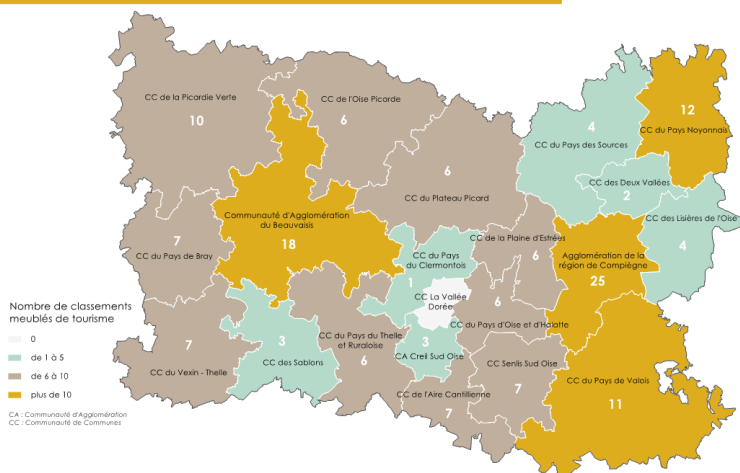 CC de la Picardie Verte
10
CC de l'Oise Picarde
6
4
CC du Pays des Sources
12
CC du Pays Noyonnais
6
CC du Plateau Picard
CC des Deux Vallées
2
Communauté d'Agglomération
du Beauvaisis
18
CC des Lisières de l'Oise
4
7
CC du Pays de Bray
CC de la Plaine d'Estrées
6
CC du Pays
du Clermontois
1
Agglomération de la
région de Compiègne
25
CC La Vallée
Dorée
6
CC du Pays d'Oise et d'Halatte
Nombre de classements
meublés de tourisme
0
de 1 à 5
de 6 à 10
plus de 10
CA : Communauté d'Agglomération
CC : Communauté de Communes
7
CC du Vexin - Thelle
3
CC des Sablons
CC du Pays du Thelle
et Ruraloise
6
3
CA Creil Sud Oise
CC Senlis Sud Oise
7
CC de l'Aire Cantillienne
7
CC du Pays de Valois
11